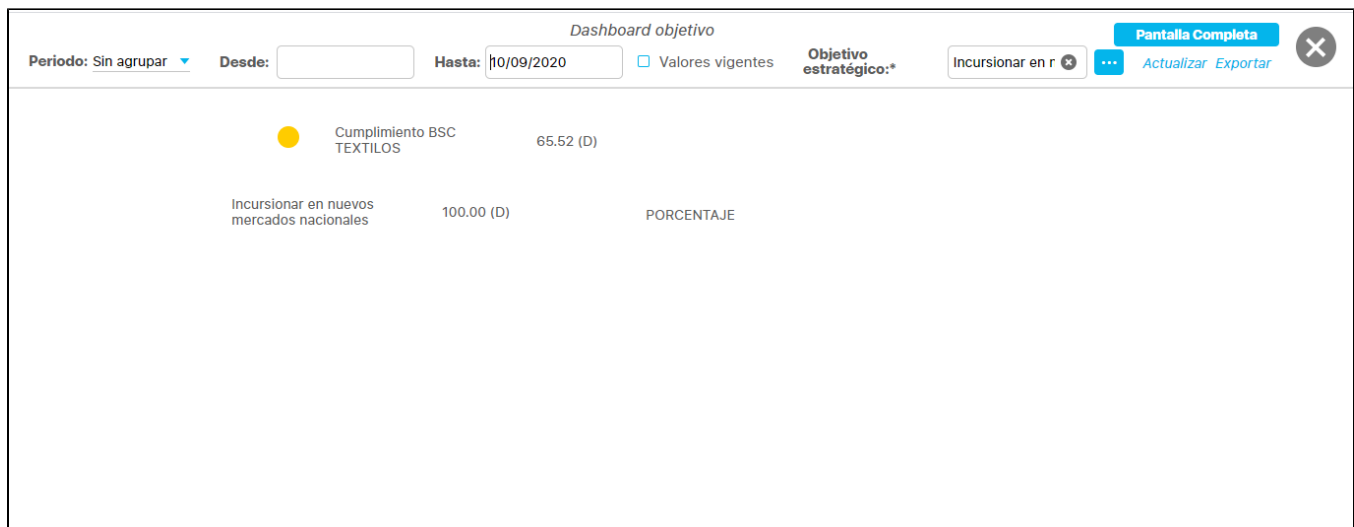 Dashboard objetivo
Pantalla Completa
Periodo: Sin agrupar Desde: Hasta: 10/09/2020 Valores vigentes Objetivo estratégico:* Incursionar en r ... Actualizar Exportar
Cumplimiento BSC
TEXTILOS
65.52 (D)
Incursionar en nuevos
mercados nacionales
100.00 (D)
PORCENTAJE